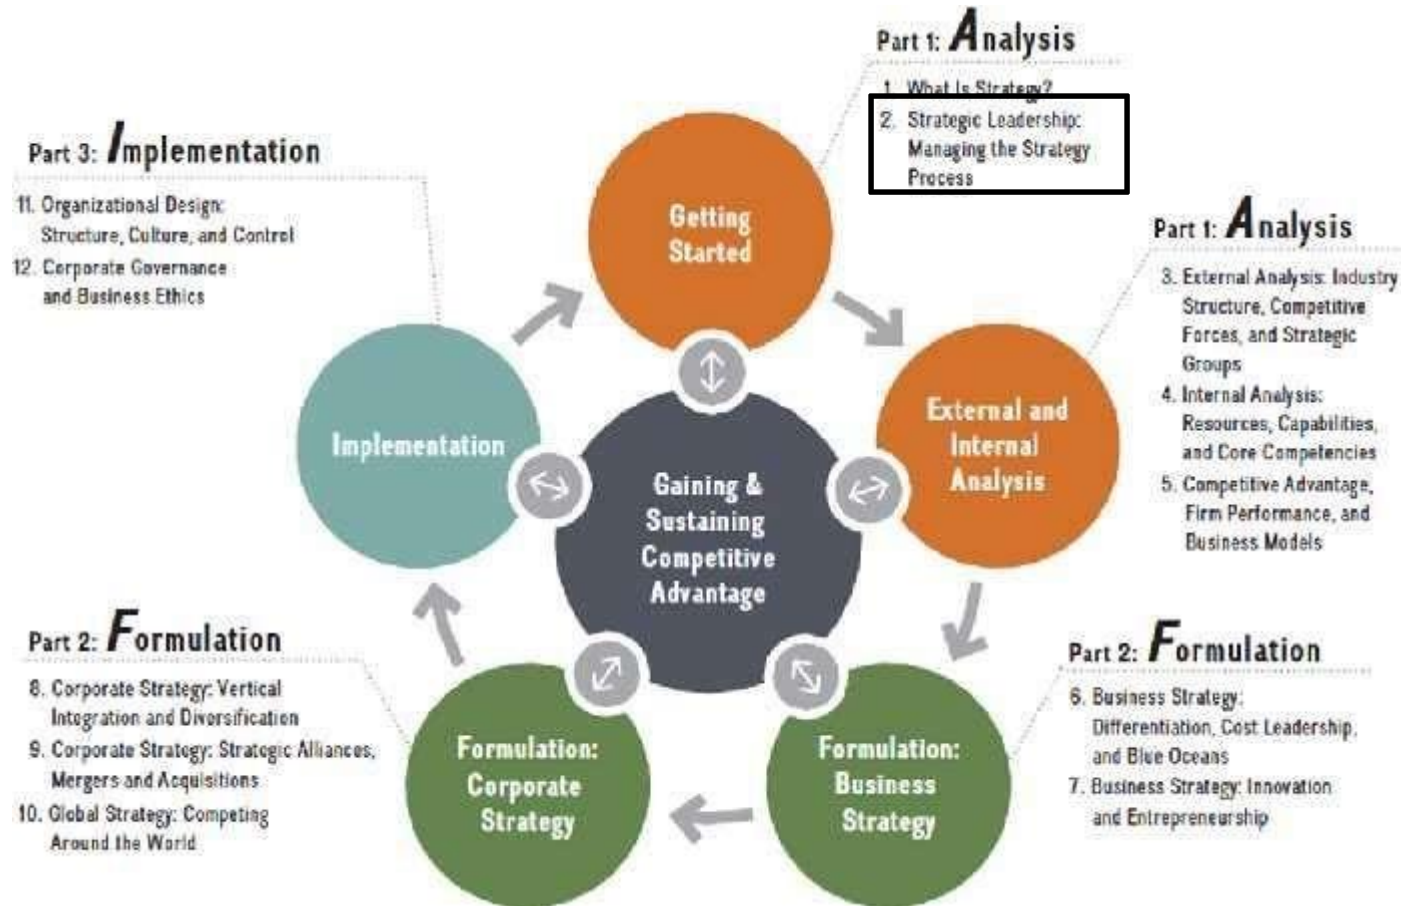 Part 1: Analysis
1. What Is Strategy?
2. Strategic Leadership:
Managing the Strategy
Process
Part 3: Implementation
11. Organizational Design:
Structure, Culture, and Control
12. Corporate Governance
and Business Ethics
Getting
Started
Part 1: Analysis
3. External Analysis: Industry
Structure, Competitive
Forces, and Strategic
Groups
4. Internal Analysis:
Resources, Capabilities,
and Core Competencies
5. Competitive Advantage,
Firm Performance, and
Business Models
Implementation
External and
Internal
Analysis
Gaining &
Sustaining
Competitive
Advantage
Part 2: Formulation
8. Corporate Strategy: Vertical
Integration and Diversification
9. Corporate Strategy: Strategic Alliances,
Mergers and Acquisitions
10. Global Strategy: Competing
Around the World
Formulation:
Corporate
Strategy
Formulation:
Business
Strategy
Part 2: Formulation
6. Business Strategy:
Differentiation, Cost Leadership,
and Blue Oceans
7. Business Strategy: Innovation
and Entrepreneurship